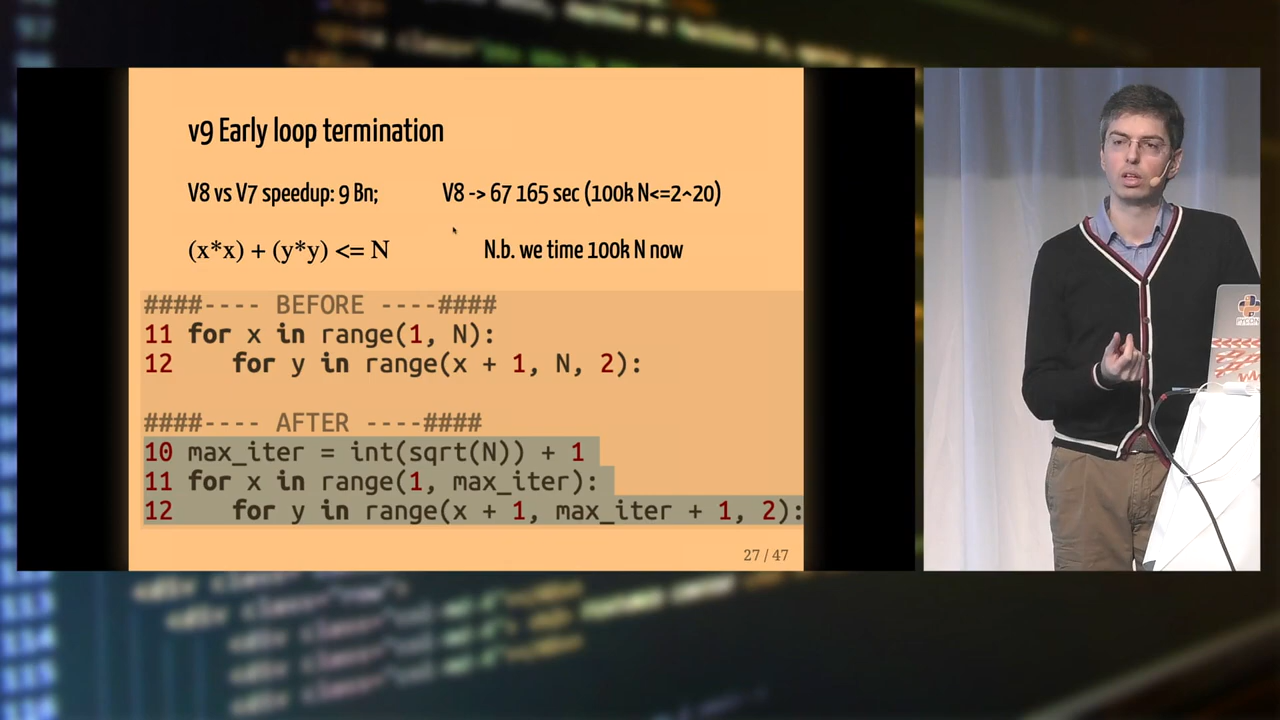 v9 Early loop termination
V8 vs V7 speedup: 9 Bn; V8 -> 67 165 sec (100k N<=2^20)
(x*x) + (y*y) <= N N.b. we time 100k N now
####---- BEFORE ----####
11 for x in range(1, N):
12 for y in range(x + 1, N, 2):
####---- AFTER ----####
10 max_iter = int(sqrt(N)) + 1
11 for x in range(1, max_iter):
12 for y in range(x + 1, max_iter + 1, 2):
27 / 47
PYCON